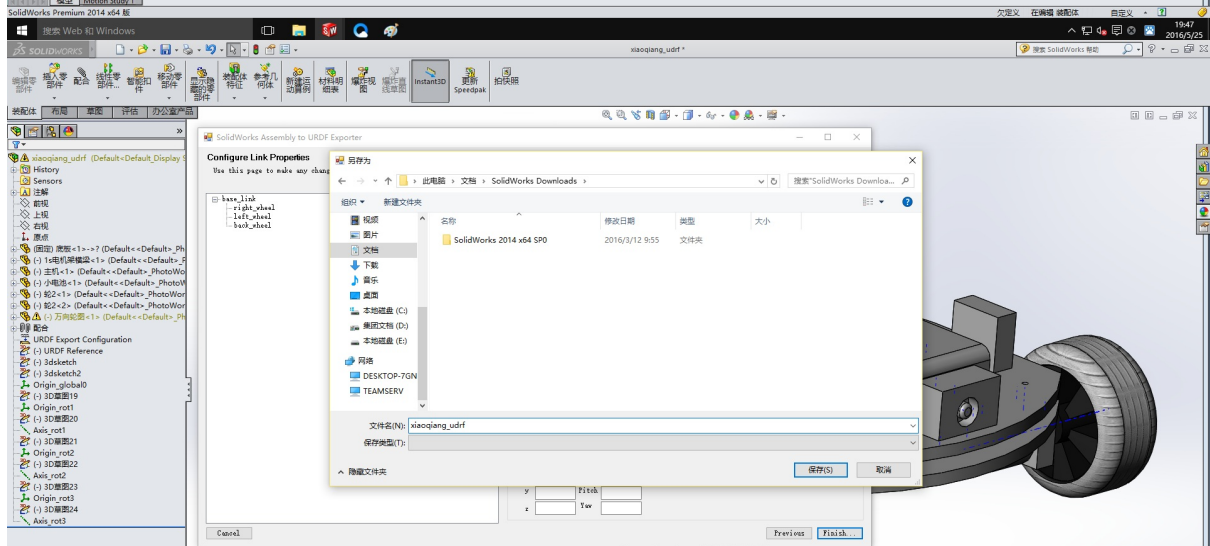 模型 Motion Study 1
SolidWorks Premium 2014 x64 版 欠定义 在编辑 装配体 自定义
搜索 Web 和 Windows 19:47
2016/5/25
SOLIDWORKS xiaoqiang_udrf * 搜索 SolidWorks 帮助
编辑零部件 插入零部件 配合 线性零部件... 智能扣件 移动零部件 显示隐藏的零部件 装配体特征 参考几何体 新建运动算例 材料明细表 爆炸视图 爆炸直线草图 Instant3D 更新 Speedpak 拍快照
装配体 布局 草图 评估 办公室产品
SolidWorks Assembly to URDF Exporter
Configure Link Properties
Use this page to make any chang
base_link
right_wheel
left_wheel
back_wheel
xiaoqiang_udrf (Default<Default_Display S
History
Sensors
注解
前视
上视
右视
原点
(固定) 底板<1>->? (Default<<Default>_Ph
(-) 1s电机架横梁<1> (Default<<Default>_P
(-) 主机<1> (Default<<Default>_PhotoWo
(-) 小电池<1> (Default<<Default>_PhotoW
(-) 轮2<1> (Default<<Default>_PhotoWor
(-) 轮2<2> (Default<<Default>_PhotoWor
(-) 万向轮图<1> (Default<<Default>_Ph
配合
URDF Export Configuration
(-) URDF Reference
(-) 3dsketch
(-) 3dsketch2
Origin_global0
(-) 3D草图19
Origin_rot1
(-) 3D草图20
Axis_rot1
(-) 3D草图21
Origin_rot2
(-) 3D草图22
Axis_rot2
(-) 3D草图23
Origin_rot3
(-) 3D草图24
Axis_rot3
另存为
此电脑 › 文档 › SolidWorks Downloads › 搜索"SolidWorks Downloa...
组织 新建文件夹
名称 修改日期 类型 大小
SolidWorks 2014 x64 SP0 2016/3/12 9:55 文件夹
视频
图片
文档
下载
音乐
桌面
本地磁盘 (C:)
集团文档 (D:)
本地磁盘 (E:)
网络
DESKTOP-7GN
TEAMSERV
文件名(N): xiaoqiang_udrf
保存类型(T):
隐藏文件夹 保存(S) 取消
y Pitch
z Yaw
Cancel Previous Finish...